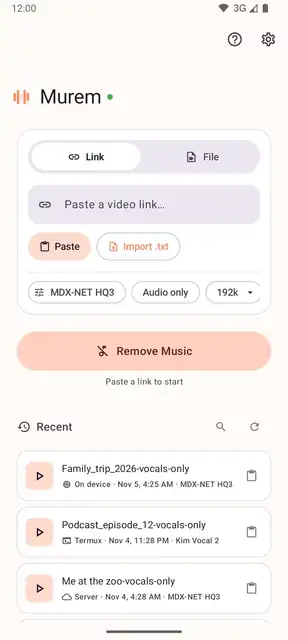 12:00
3G
Murem
Link
File
Paste a video link…
Paste
Import .txt
MDX-NET HQ3
Audio only
192k
Remove Music
Paste a link to start
Recent
Family_trip_2026-vocals-only
On device · Nov 5, 4:25 AM · MDX-NET HQ3
Podcast_episode_12-vocals-only
Termux · Nov 4, 11:28 PM · Kim Vocal 2
Me at the zoo-vocals-only
Server · Nov 4, 4:28 AM · MDX-NET HQ3